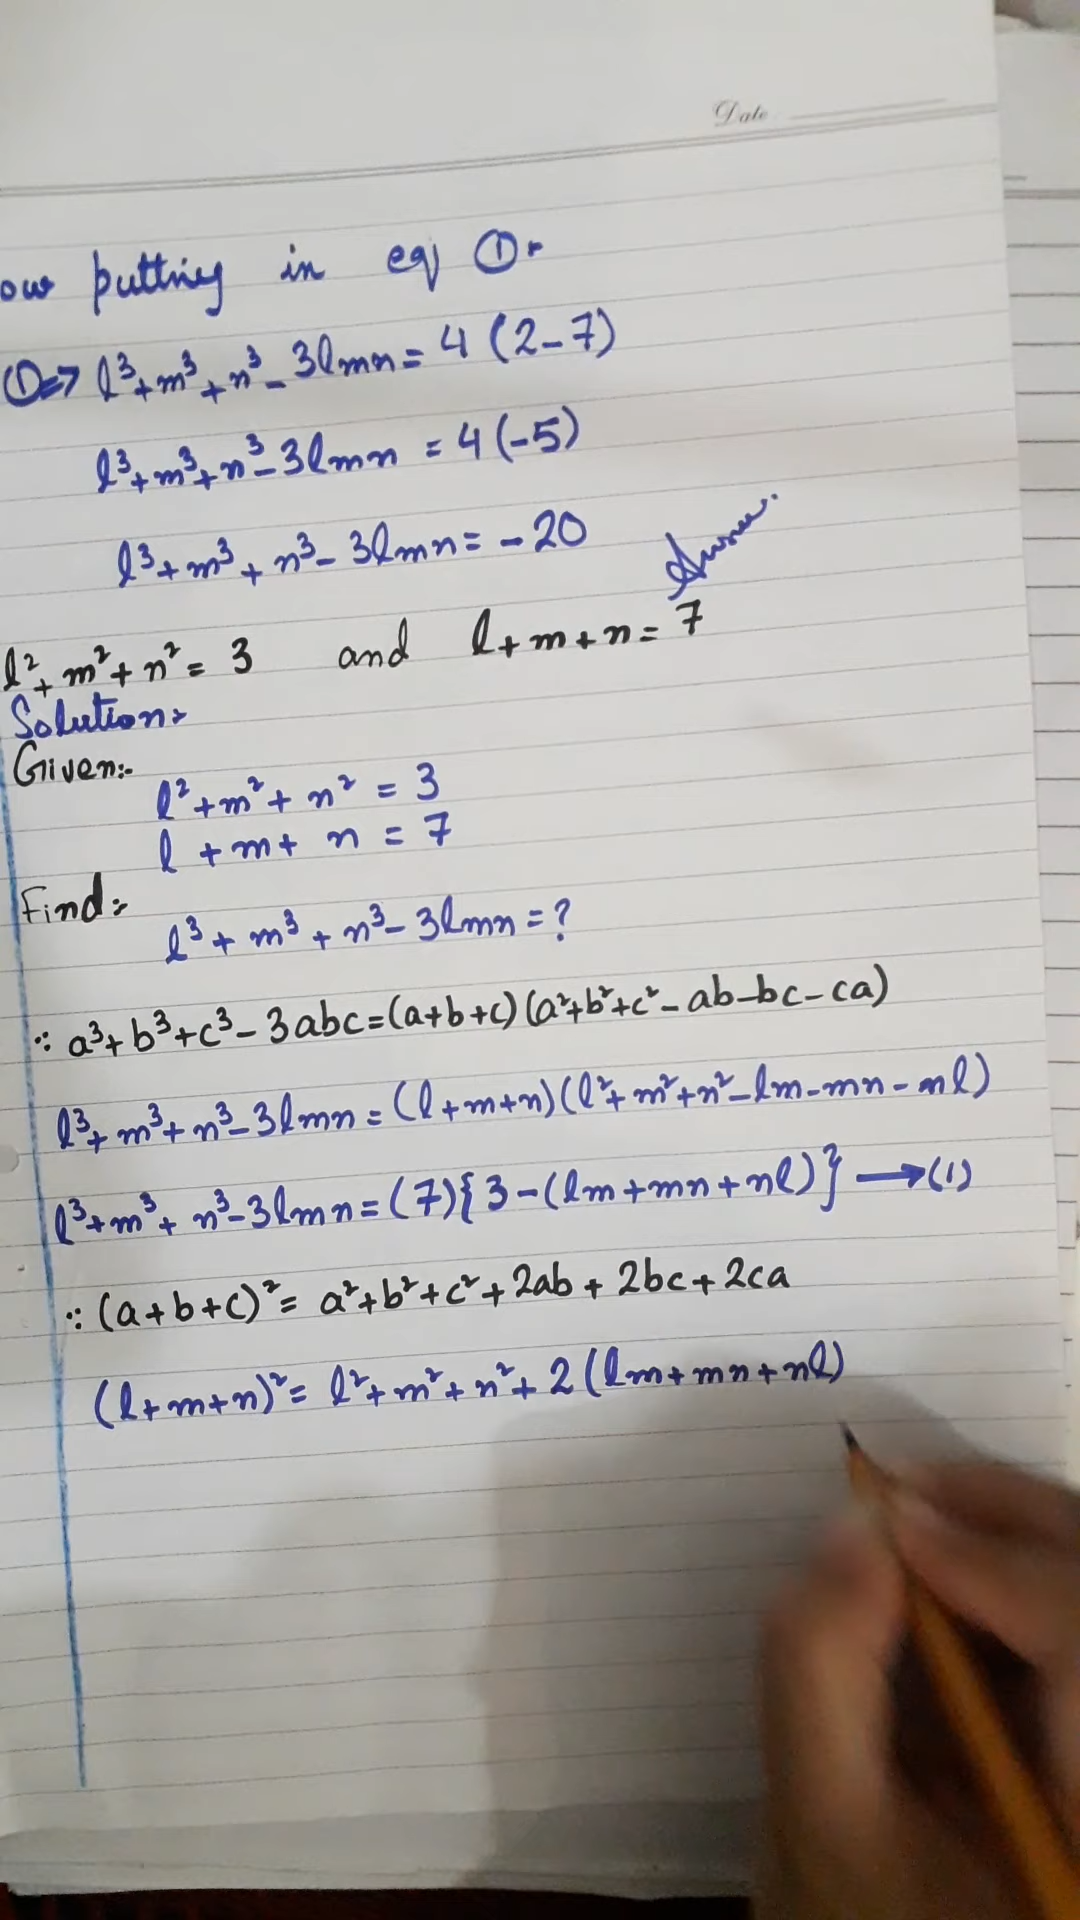 Date
ow putting in eq ①:
①=> l³+m³+n³-3lmn = 4 (2-7)
l³+m³+n³-3lmn = 4(-5)
l³+m³+n³-3lmn = -20 Answer.
l²+m²+n² = 3 and l+m+n = 7
Solution:
Given:-
l²+m²+n² = 3
l+m+n = 7
Find:
l³+m³+n³-3lmn = ?
∵ a³+b³+c³-3abc=(a+b+c)(a²+b²+c²-ab-bc-ca)
l³+m³+n³-3lmn = (l+m+n)(l²+m²+n²-lm-mn-nl)
l³+m³+n³-3lmn = (7){3-(lm+mn+nl)} →(1)
∵ (a+b+c)² = a²+b²+c²+2ab+2bc+2ca
(l+m+n)² = l²+m²+n²+2(lm+mn+nl)